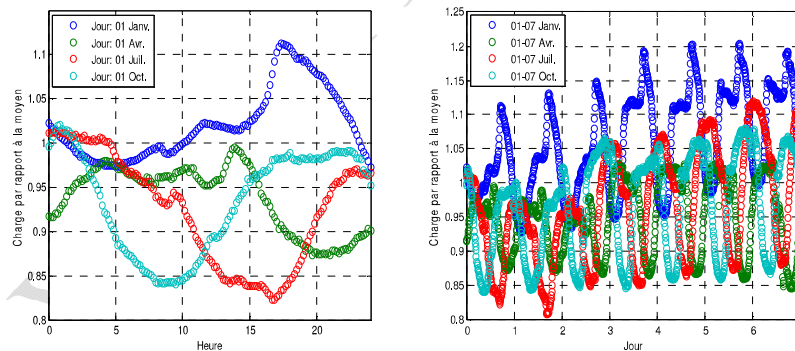 Charge par rapport à la moyen
1.15
1.1
1.05
1
0.95
0.9
0.85
0.8
Jour: 01 Janv.
Jour: 01 Avr.
Jour: 01 Juil.
Jour: 01 Oct.
0 5 10 15 20
Heure
Charge par rapport à la moyen
1.25
1.2
1.15
1.1
1.05
1
0.95
0.9
0.85
0.8
01-07 Janv.
01-07 Avr.
01-07 Juil.
01-07 Oct.
0 1 2 3 4 5 6
Jour